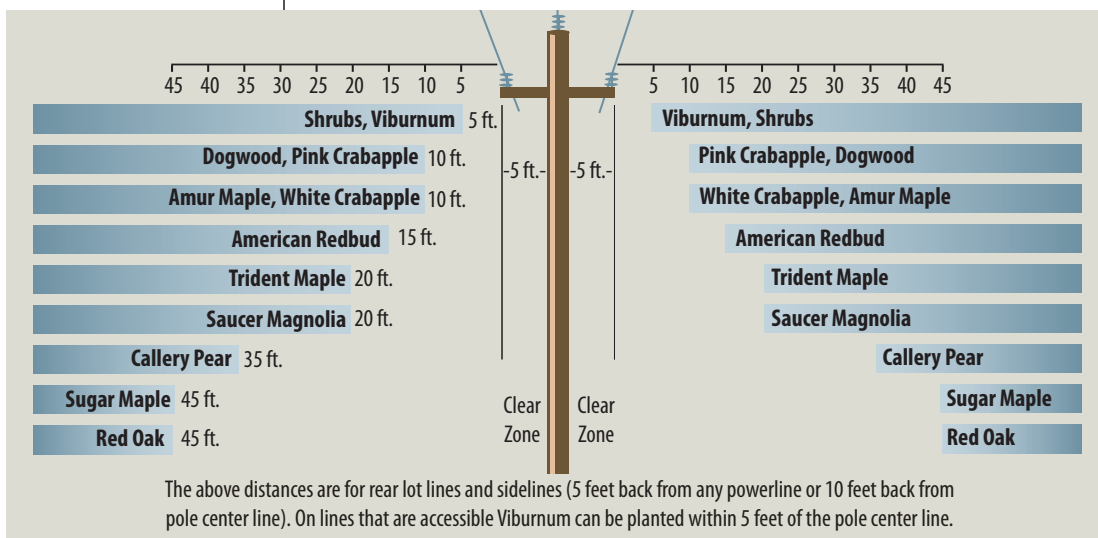 45 40 35 30 25 20 15 10 5
5 10 15 20 25 30 35 40 45
Shrubs, Viburnum 5 ft.
Viburnum, Shrubs
Dogwood, Pink Crabapple 10 ft.
-5 ft.-
-5 ft.-
Pink Crabapple, Dogwood
Amur Maple, White Crabapple 10 ft.
White Crabapple, Amur Maple
American Redbud 15 ft.
American Redbud
Trident Maple 20 ft.
Trident Maple
Saucer Magnolia 20 ft.
Saucer Magnolia
Callery Pear 35 ft.
Callery Pear
Sugar Maple 45 ft.
Clear
Zone
Clear
Zone
Sugar Maple
Red Oak 45 ft.
Red Oak
The above distances are for rear lot lines and sidelines (5 feet back from any powerline or 10 feet back from
pole center line). On lines that are accessible Viburnum can be planted within 5 feet of the pole center line.